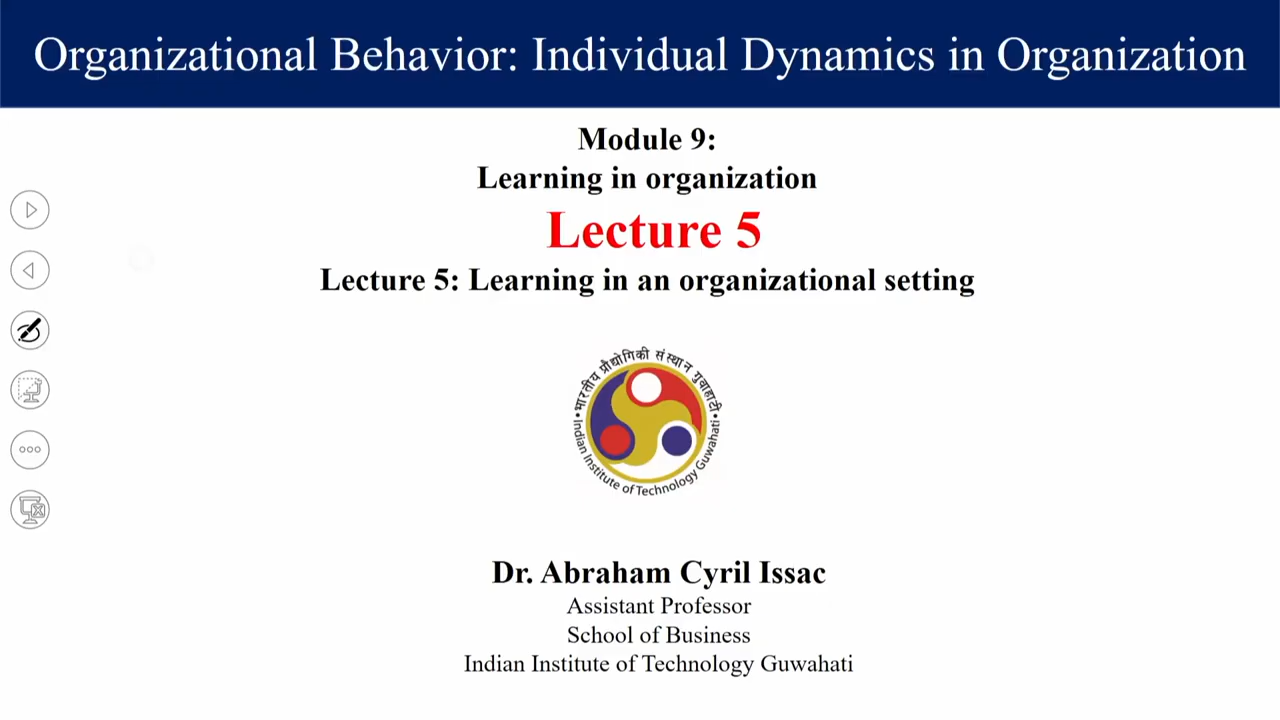 Organizational Behavior: Individual Dynamics in Organization
Module 9:
Learning in organization
Lecture 5
Lecture 5: Learning in an organizational setting
भारतीय प्रौद्योगिकी संस्थान गुवाहाटी
Indian Institute of Technology Guwahati
Dr. Abraham Cyril Issac
Assistant Professor
School of Business
Indian Institute of Technology Guwahati